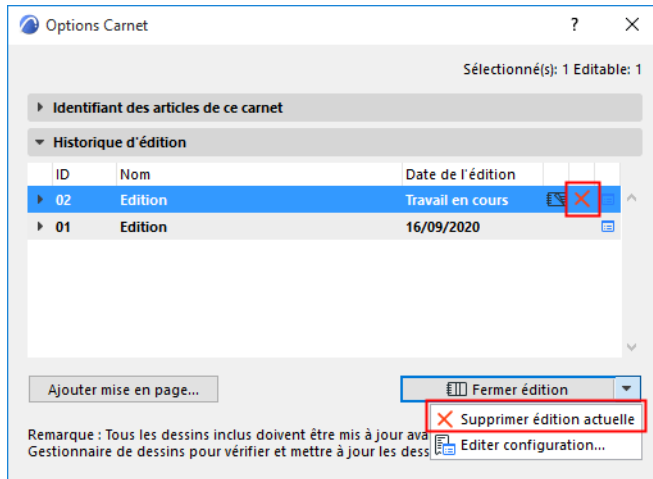 Options Carnet
?
Sélectionné(s): 1 Editable: 1
Identifiant des articles de ce carnet
Historique d'édition
ID Nom Date de l'édition
02 Edition Travail en cours
01 Edition 16/09/2020
Ajouter mise en page...
Fermer édition
Supprimer édition actuelle
Remarque : Tous les dessins inclus doivent être mis à jour
Editer configuration...
Gestionnaire de dessins pour vérifier et mettre à jour les